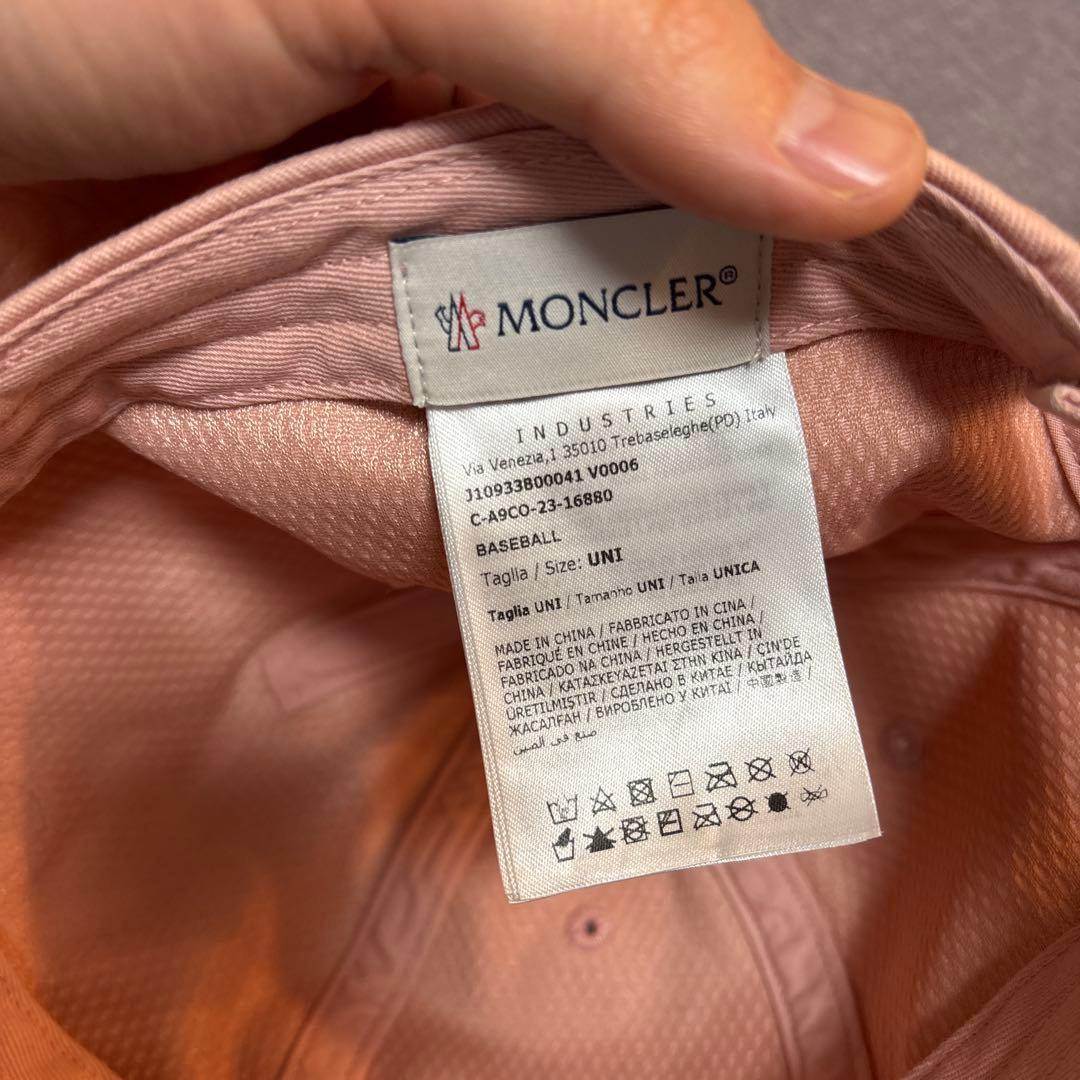 MONCLER®
INDUSTRIES
Via Venezia,1 35010 Trebaseleghe(PD) Italy
J10933B00041 V0006
C-A9CO-23-16880
BASEBALL
Taglia / Size: UNI
Taglia UNI / Tamanho UNI / Talla UNICA
MADE IN CHINA / FABBRICATO IN CINA /
FABRIQUÉ EN CHINE / HECHO EN CHINA /
FABRICADO NA CHINA / HERGESTELLT IN
CHINA / ΚΑΤΑΣΚΕΥΑΖΕΤΑΙ ΣΤΗΝ ΚΙΝΑ / ÇİN'DE
ÜRETİLMİŞTİR / СДЕЛАНО В КИТАЕ / ҚЫТАЙДА
ЖАСАЛҒАН / ВИРОБЛЕНО У КИТАЇ / 中国制造 /
صنع في الصين